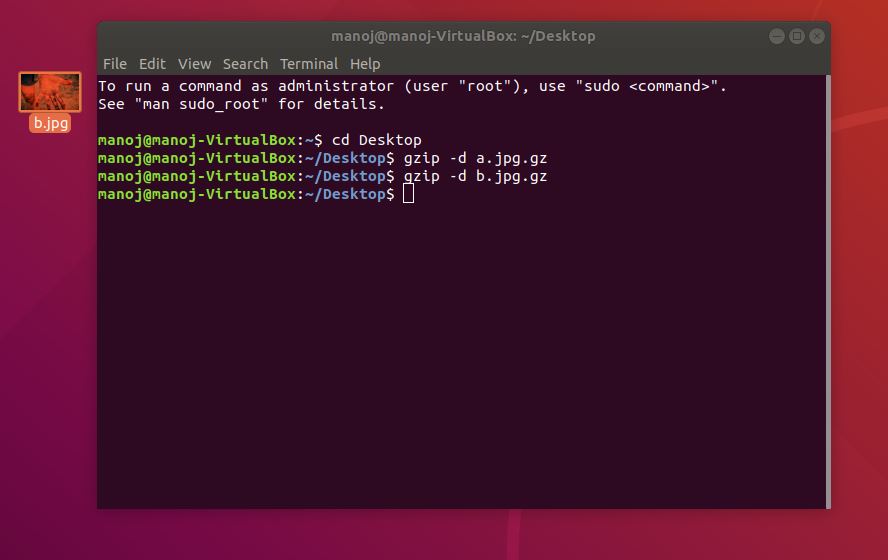 manoj@manoj-VirtualBox: ~/Desktop
File Edit View Search Terminal Help
To run a command as administrator (user "root"), use "sudo <command>".
See "man sudo_root" for details.
manoj@manoj-VirtualBox:~$ cd Desktop
manoj@manoj-VirtualBox:~/Desktop$ gzip -d a.jpg.gz
manoj@manoj-VirtualBox:~/Desktop$ gzip -d b.jpg.gz
manoj@manoj-VirtualBox:~/Desktop$
b.jpg